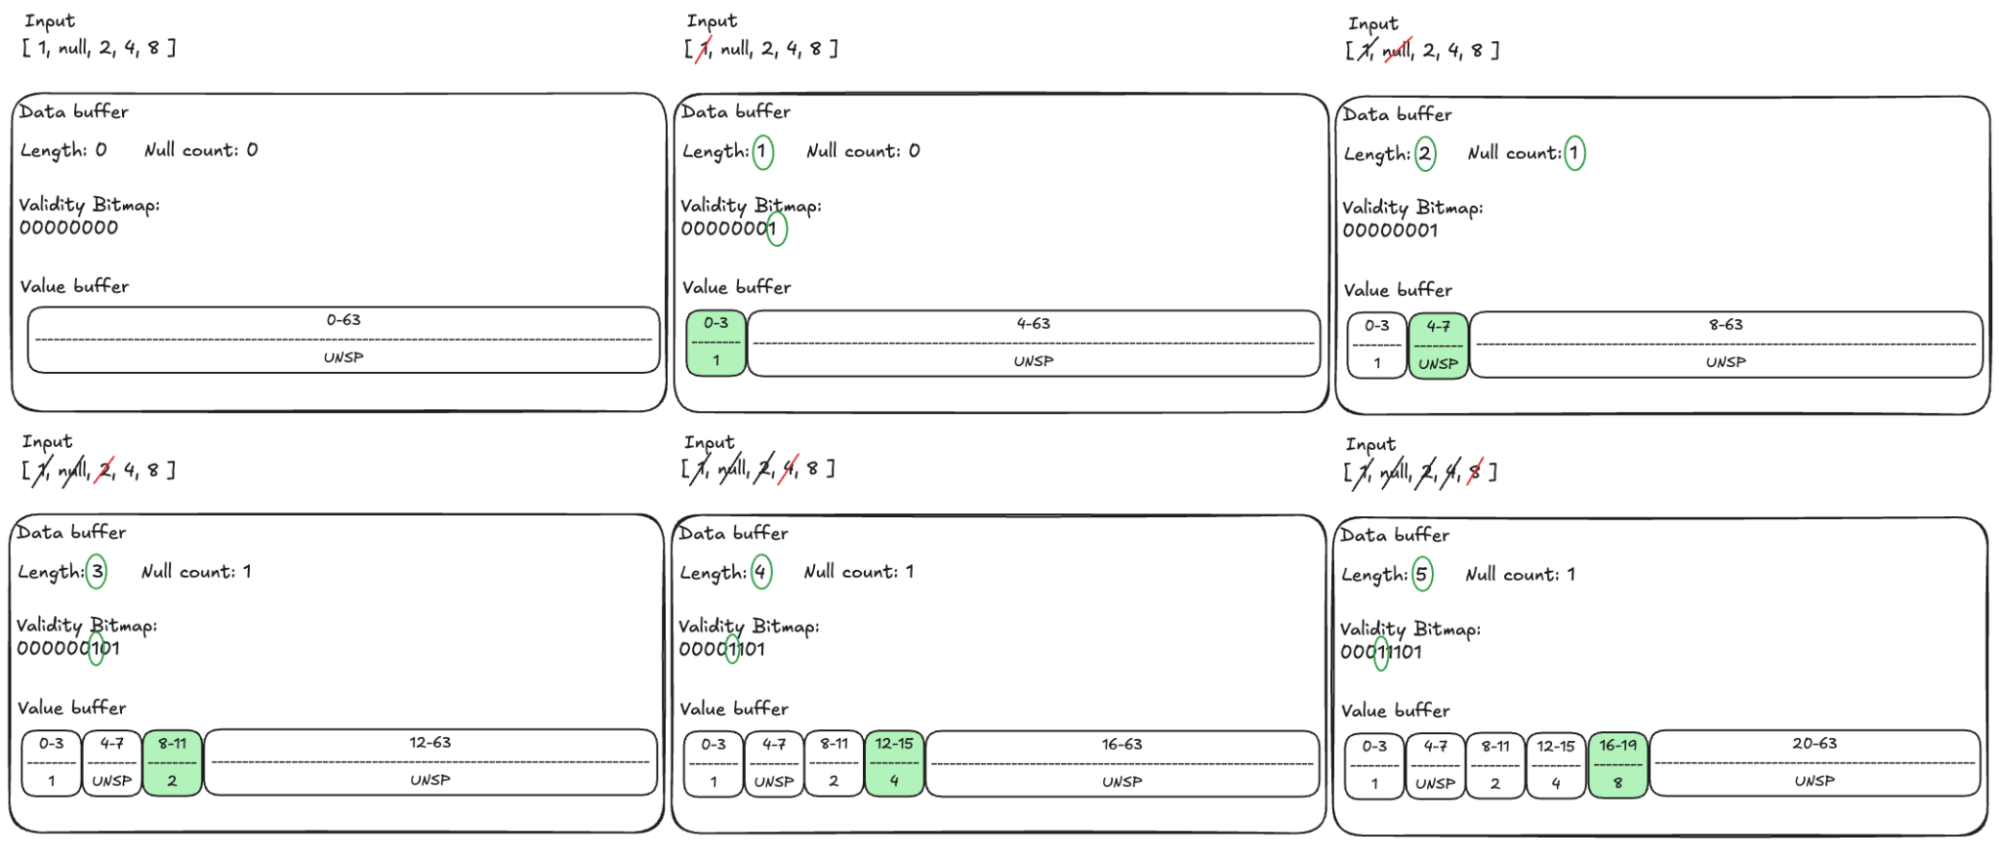 Input
[ 1, null, 2, 4, 8 ]
Data buffer
Length: 0 Null count: 0
Validity Bitmap:
00000000
Value buffer
0-63
UNSP
Input
[ 1, null, 2, 4, 8 ]
Data buffer
Length: 1 Null count: 0
Validity Bitmap:
00000001
Value buffer
0-3 4-63
1 UNSP
Input
[ 1, null, 2, 4, 8 ]
Data buffer
Length: 2 Null count: 1
Validity Bitmap:
00000001
Value buffer
0-3 4-7 8-63
1 UNSP UNSP
Input
[ 1, null, 2, 4, 8 ]
Data buffer
Length: 3 Null count: 1
Validity Bitmap:
000000101
Value buffer
0-3 4-7 8-11 12-63
1 UNSP 2 UNSP
Input
[ 1, null, 2, 4, 8 ]
Data buffer
Length: 4 Null count: 1
Validity Bitmap:
00001101
Value buffer
0-3 4-7 8-11 12-15 16-63
1 UNSP 2 4 UNSP
Input
[ 1, null, 2, 4, 8 ]
Data buffer
Length: 5 Null count: 1
Validity Bitmap:
00011101
Value buffer
0-3 4-7 8-11 12-15 16-19 20-63
1 UNSP 2 4 8 UNSP